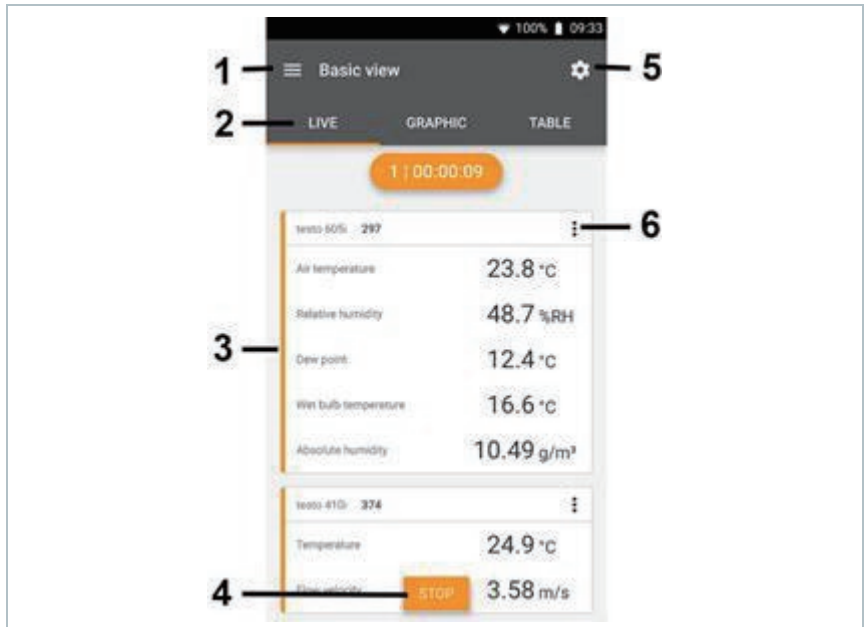 100% 09:33
1 Basic view 5
2 LIVE GRAPHIC TABLE
1 | 00:00:09
testo 605i 297 6
Air temperature 23.8 °C
Relative humidity 48.7 %RH
3
Dew point 12.4 °C
Wet bulb temperature 16.6 °C
Absolute humidity 10.49 g/m³
testo 410i 374
Temperature 24.9 °C
4 Flow velocity STOP 3.58 m/s